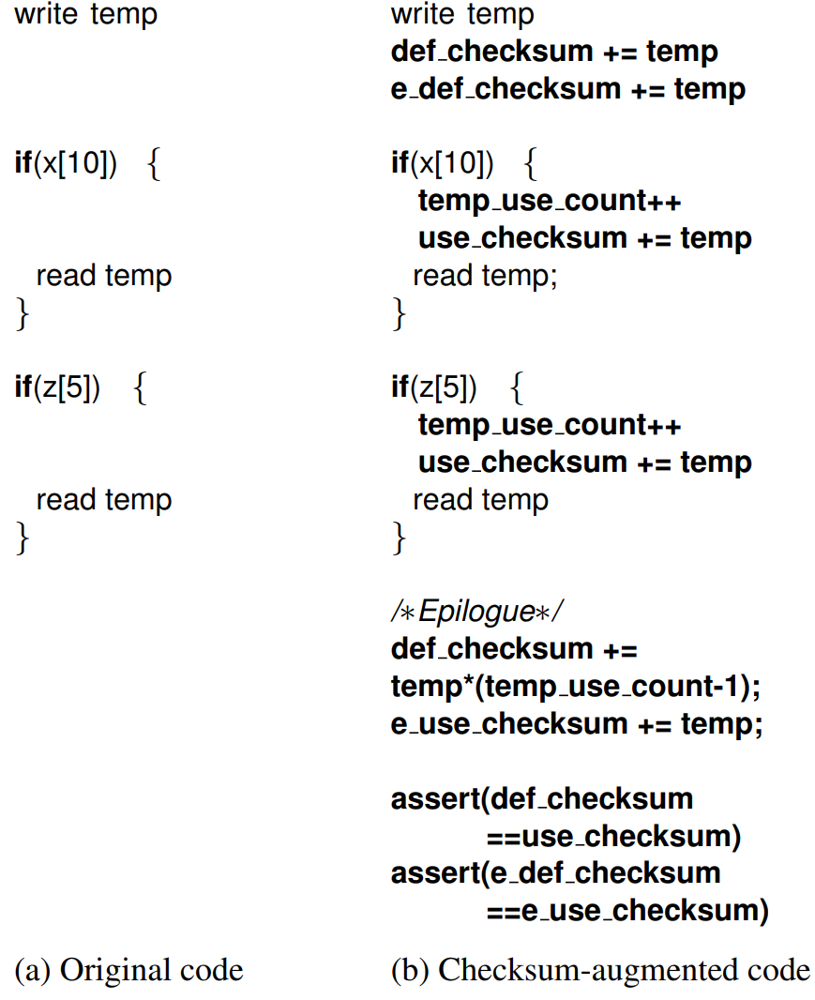 write temp
if(x[10]) {
read temp
}
if(z[5]) {
read temp
}
(a) Original code
write temp
def_checksum += temp
e_def_checksum += temp
if(x[10]) {
temp_use_count++
use_checksum += temp
read temp;
}
if(z[5]) {
temp_use_count++
use_checksum += temp
read temp
}
/*Epilogue*/
def_checksum +=
temp*(temp_use_count-1);
e_use_checksum += temp;
assert(def_checksum
==use_checksum)
assert(e_def_checksum
==e_use_checksum)
(b) Checksum-augmented code